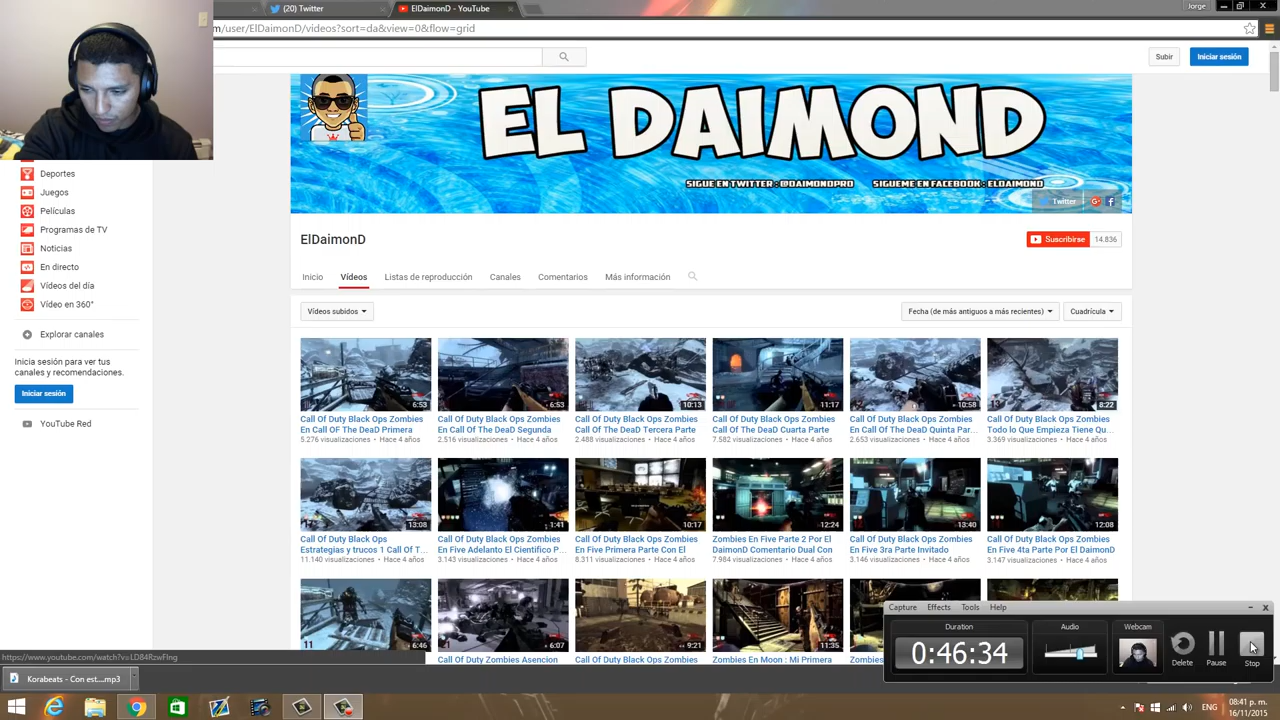 (20) Twitter
ElDaimonD - YouTube
Jorge
m/user/ElDaimonD/videos?sort=da&view=0&flow=grid
Subir
Iniciar sesión
EL DAIMOND
SIGUE EN TWITTER : @DAIMONDPRO
SIGUEME EN FACEBOOK : ELDAIMOND
Twitter
Deportes
Juegos
Películas
Programas de TV
Noticias
En directo
Vídeos del día
Vídeo en 360°
Explorar canales
Inicia sesión para ver tus
canales y recomendaciones.
Iniciar sesión
YouTube Red
ElDaimonD
Suscribirse
14.836
Inicio
Vídeos
Listas de reproducción
Canales
Comentarios
Más información
Vídeos subidos
Fecha (de más antiguos a más recientes)
Cuadrícula
6:53
Call Of Duty Black Ops Zombies
En Call OF The DeaD Primera
5.276 visualizaciones • Hace 4 años
6:53
Call Of Duty Black Ops Zombies
En Call Of The DeaD Segunda
2.516 visualizaciones • Hace 4 años
10:13
Call Of Duty Black Ops Zombies
Call Of The DeaD Tercera Parte
2.488 visualizaciones • Hace 4 años
11:17
Call Of Duty Black Ops Zombies
Call Of The DeaD Cuarta Parte
7.582 visualizaciones • Hace 4 años
10:58
Call Of Duty Black Ops Zombies
En Call Of The DeaD Quinta Par...
2.653 visualizaciones • Hace 4 años
8:22
Call Of Duty Black Ops Zombies
Todo lo Que Empieza Tiene Qu...
3.369 visualizaciones • Hace 4 años
13:08
Call Of Duty Black Ops
Estrategias y trucos 1 Call Of T...
11.140 visualizaciones • Hace 4 años
1:41
Call Of Duty Black Ops Zombies
En Five Adelanto El Cientifico P...
3.143 visualizaciones • Hace 4 años
10:17
Call Of Duty Black Ops Zombies
En Five Primera Parte Con El
8.311 visualizaciones • Hace 4 años
12:24
Zombies En Five Parte 2 Por El
DaimonD Comentario Dual Con
7.984 visualizaciones • Hace 4 años
13:40
Call Of Duty Black Ops Zombies
En Five 3ra Parte Invitado
3.146 visualizaciones • Hace 4 años
12:08
Call Of Duty Black Ops Zombies
En Five 4ta Parte Por El DaimonD
3.147 visualizaciones • Hace 4 años
11
6:46
Call Of Duty Black Ops Zombies
6:07
Call Of Duty Zombies Asencion
9:21
Call Of Duty Black Ops Zombies
11:35
Zombies En Moon : Mi Primera
Capture
Effects
Tools
Help
Duration
0:46:34
Audio
Webcam
Delete
Pause
Stop
https://www.youtube.com/watch?v=LD84RzwFIng
Korabeats - Con est....mp3
ENG
08:41 p. m.
16/11/2015